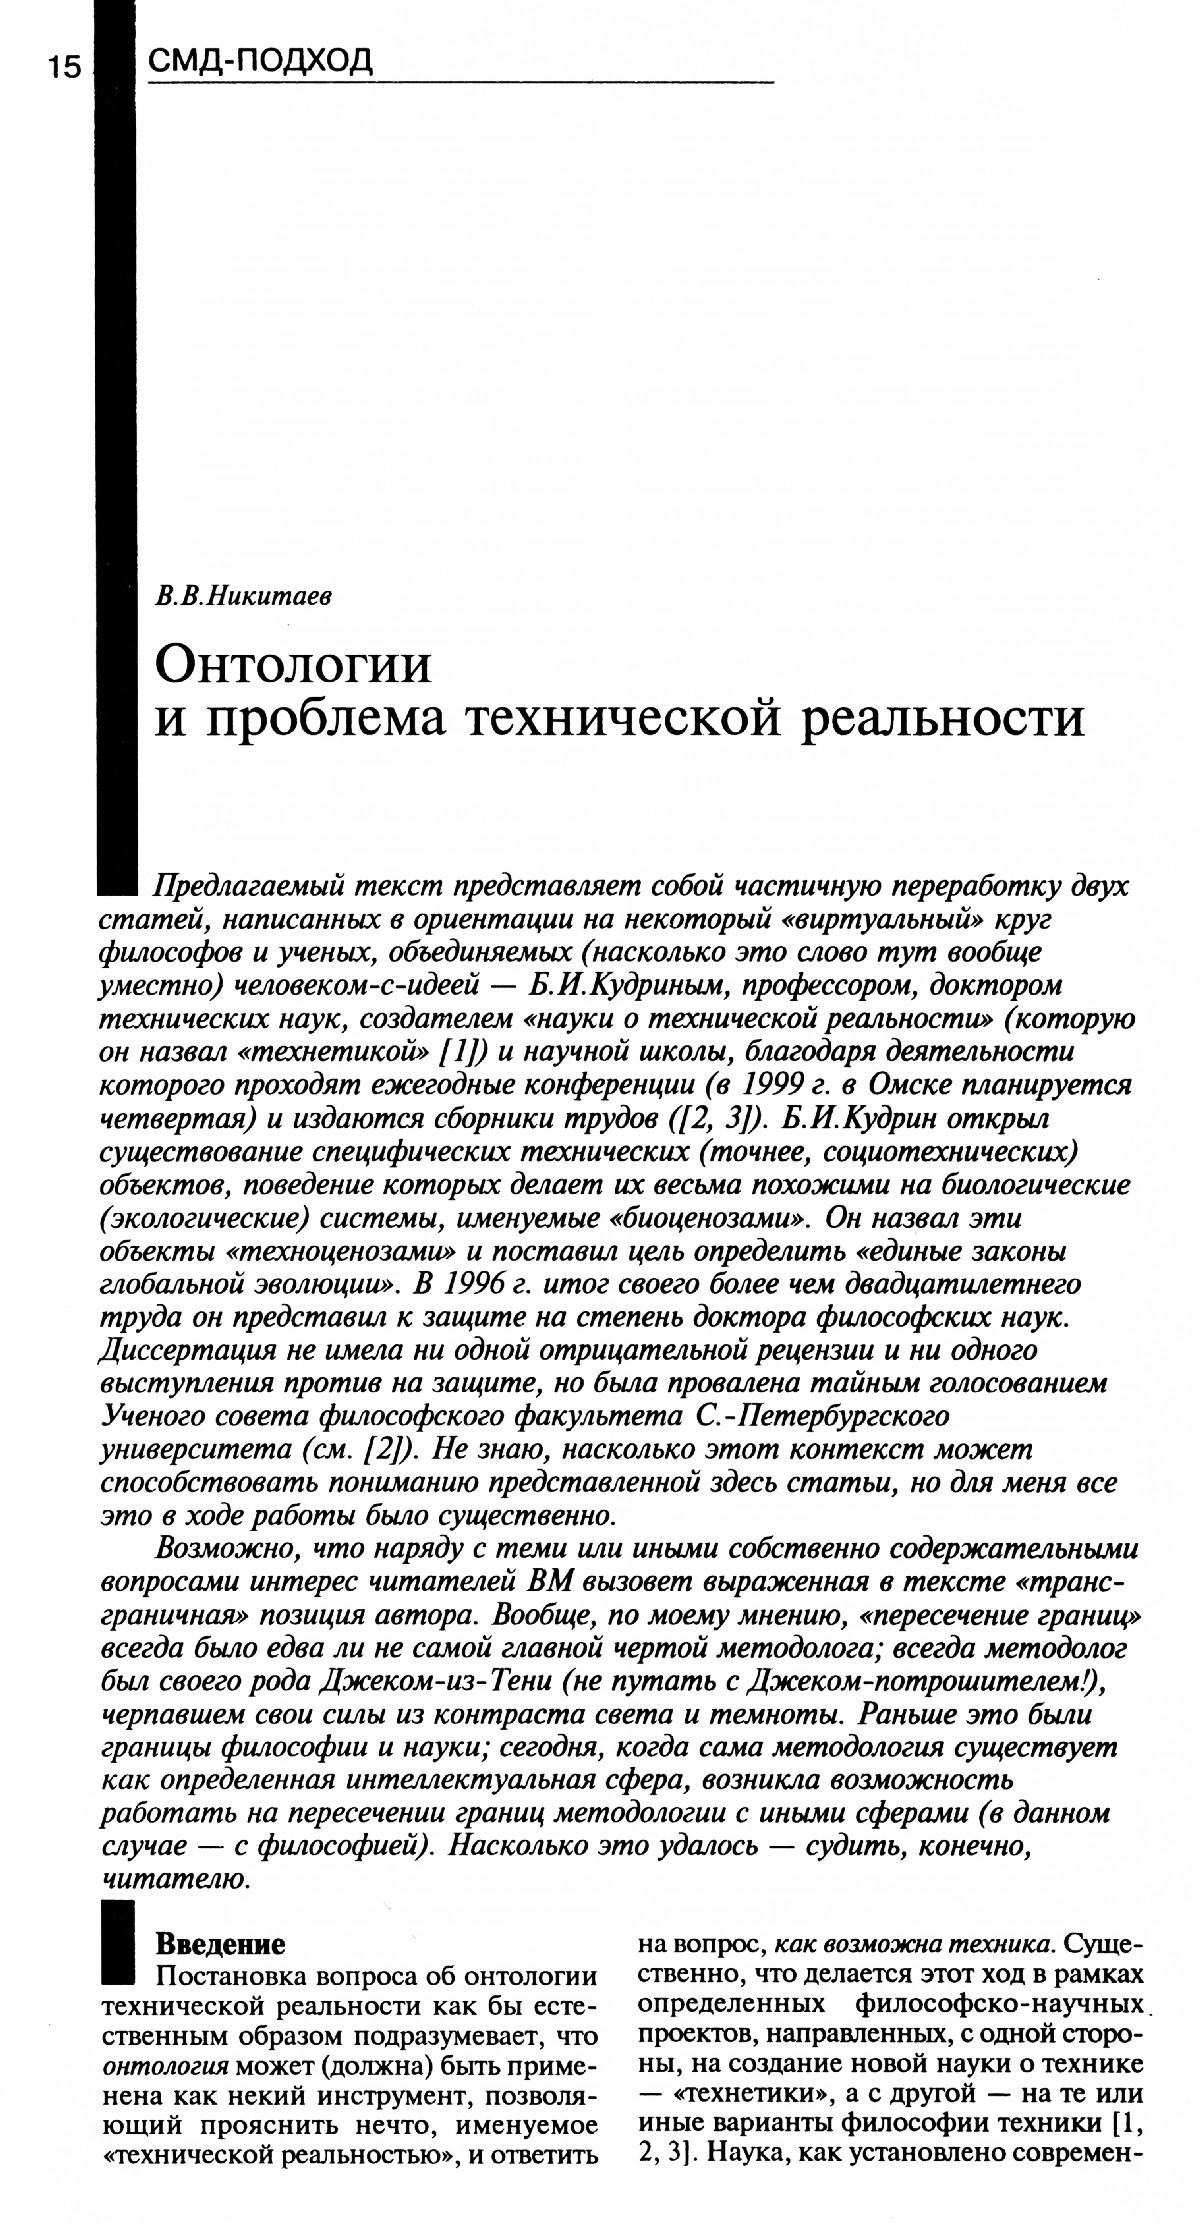 15
СМД-ПОДХОД
В.В.Никитаев
Онтологии
и проблема технической реальности
Предлагаемый текст представляет собой частичную переработку двух
статей, написанных в ориентации на некоторый «виртуальный» круг
философов и ученых, объединяемых (насколько это слово тут вообще
уместно) человеком-с-идеей — Б.И.Кудриным, профессором, доктором
технических наук, создателем «науки о технической реальности» (которую
он назвал «технетикой» [1]) и научной школы, благодаря деятельности
которого проходят ежегодные конференции (в 1999 г. в Омске планируется
четвертая) и издаются сборники трудов ([2, 3]). Б.И.Кудрин открыл
существование специфических технических (точнее, социотехнических)
объектов, поведение которых делает их весьма похожими на биологические
(экологические) системы, именуемые «биоценозами». Он назвал эти
объекты «техноценозами» и поставил цель определить «единые законы
глобальной эволюции». В 1996 г. итог своего более чем двадцатилетнего
труда он представил к защите на степень доктора философских наук.
Диссертация не имела ни одной отрицательной рецензии и ни одного
выступления против на защите, но была провалена тайным голосованием
Ученого совета философского факультета С.-Петербургского
университета (см. [2]). Не знаю, насколько этот контекст может
способствовать пониманию представленной здесь статьи, но для меня все
это в ходе работы было существенно.
Возможно, что наряду с теми или иными собственно содержательными
вопросами интерес читателей ВМ вызовет выраженная в тексте «транс-
граничная» позиция автора. Вообще, по моему мнению, «пересечение границ»
всегда было едва ли не самой главной чертой методолога; всегда методолог
был своего рода Джеком-из-Тени (не путать с Джеком-потрошителем!),
черпавшем свои силы из контраста света и темноты. Раньше это были
границы философии и науки; сегодня, когда сама методология существует
как определенная интеллектуальная сфера, возникла возможность
работать на пересечении границ методологии с иными сферами (в данном
случае — с философией). Насколько это удалось — судить, конечно,
читателю.
Введение
Постановка вопроса об онтологии
технической реальности как бы есте-
ственным образом подразумевает, что
онтология может (должна) быть приме-
нена как некий инструмент, позволя-
ющий прояснить нечто, именуемое
«технической реальностью», и ответить
на вопрос, как возможна техника. Суще-
ственно, что делается этот ход в рамках
определенных философско-научных
проектов, направленных, с одной сторо-
ны, на создание новой науки о технике
— «технетики», а с другой — на те или
иные варианты философии техники [1,
2, 3]. Наука, как установлено современ-